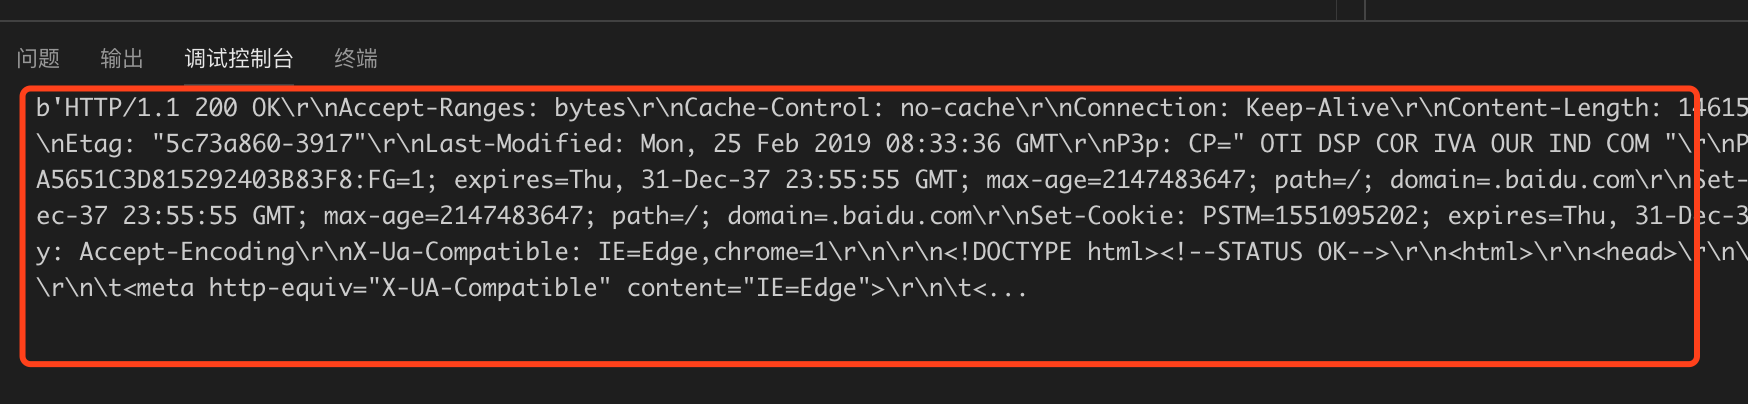 问题 输出 调试控制台 终端
b'HTTP/1.1 200 OK\r\nAccept-Ranges: bytes\r\nCache-Control: no-cache\r\nConnection: Keep-Alive\r\nContent-Length: 14615
\nEtag: "5c73a860-3917"\r\nLast-Modified: Mon, 25 Feb 2019 08:33:36 GMT\r\nP3p: CP=" OTI DSP COR IVA OUR IND COM "\r\nP
A5651C3D815292403B83F8:FG=1; expires=Thu, 31-Dec-37 23:55:55 GMT; max-age=2147483647; path=/; domain=.baidu.com\r\nSet-
ec-37 23:55:55 GMT; max-age=2147483647; path=/; domain=.baidu.com\r\nSet-Cookie: PSTM=1551095202; expires=Thu, 31-Dec-3
y: Accept-Encoding\r\nX-Ua-Compatible: IE=Edge,chrome=1\r\n\r\n<!DOCTYPE html><!--STATUS OK-->\r\n<html>\r\n<head>\r\n\
\r\n\t<meta http-equiv="X-UA-Compatible" content="IE=Edge">\r\n\t<...